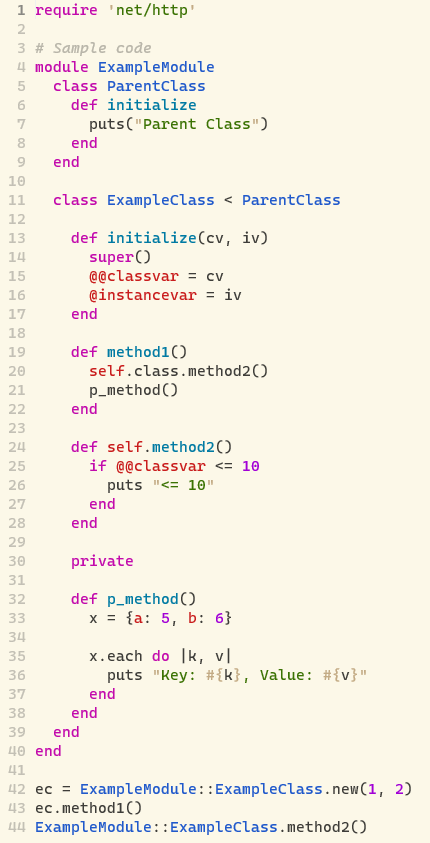 1 require 'net/http'
2
3 # Sample code
4 module ExampleModule
5   class ParentClass
6     def initialize
7       puts("Parent Class")
8     end
9   end
10
11   class ExampleClass < ParentClass
12
13     def initialize(cv, iv)
14       super()
15       @@classvar = cv
16       @instancevar = iv
17     end
18
19     def method1()
20       self.class.method2()
21       p_method()
22     end
23
24     def self.method2()
25       if @@classvar <= 10
26         puts "<= 10"
27       end
28     end
29
30     private
31
32     def p_method()
33       x = {a: 5, b: 6}
34
35       x.each do |k, v|
36         puts "Key: #{k}, Value: #{v}"
37       end
38     end
39   end
40 end
41
42 ec = ExampleModule::ExampleClass.new(1, 2)
43 ec.method1()
44 ExampleModule::ExampleClass.method2()